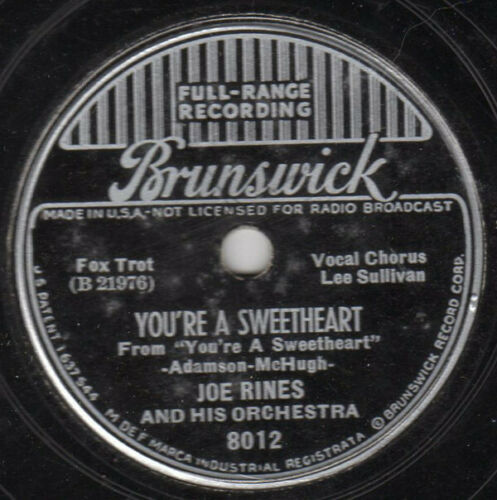 FULL-RANGE
RECORDING
Brunswick
MADE IN U.S.A.-NOT LICENSED FOR RADIO BROADCAST
Fox Trot
(B 21976)
Vocal Chorus
Lee Sullivan
YOU'RE A SWEETHEART
From "You're A Sweetheart"
-Adamson-McHugh-
JOE RINES
AND HIS ORCHESTRA
8012
U S PATENT 1637544
M. DE F. MARCA INDUSTRIAL REGISTRATA
© BRUNSWICK RECORD CORP.